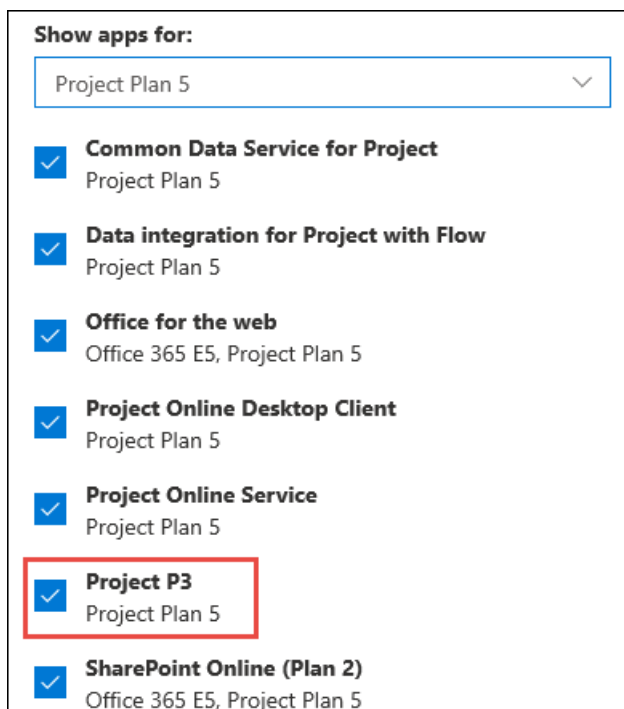 Show apps for:
Project Plan 5
Common Data Service for Project
Project Plan 5
Data integration for Project with Flow
Project Plan 5
Office for the web
Office 365 E5, Project Plan 5
Project Online Desktop Client
Project Plan 5
Project Online Service
Project Plan 5
Project P3
Project Plan 5
SharePoint Online (Plan 2)
Office 365 E5, Project Plan 5